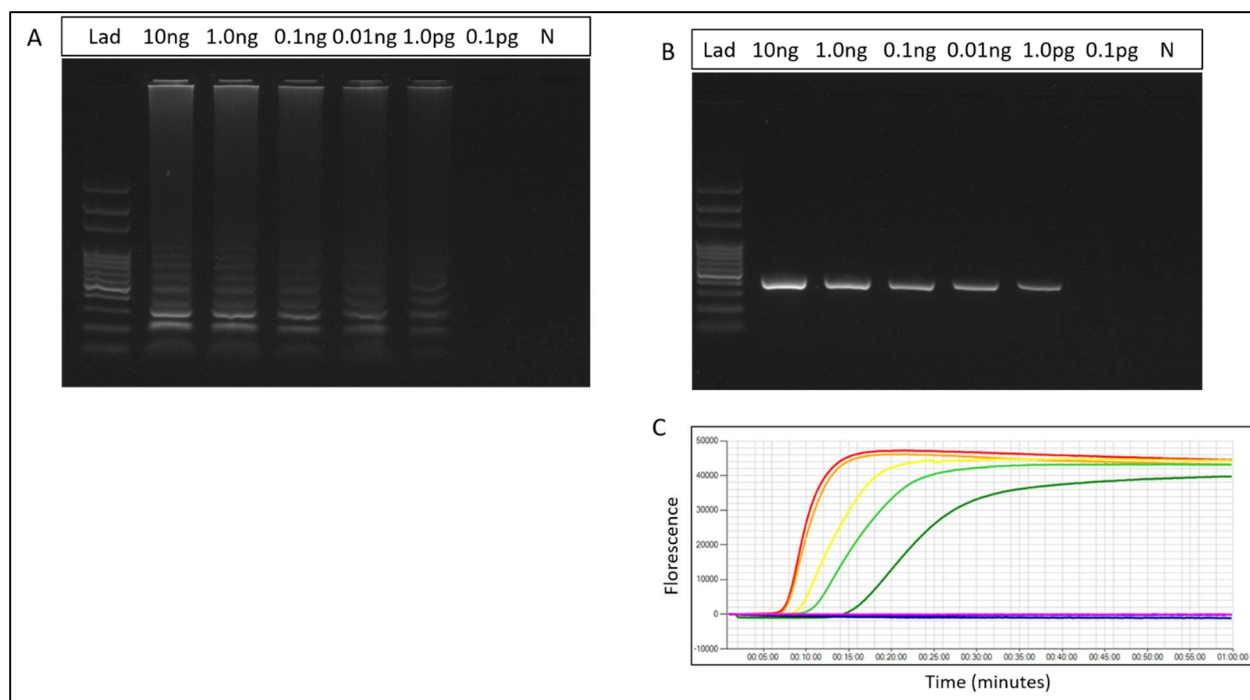 A
Lad 10ng 1.0ng 0.1ng 0.01ng 1.0pg 0.1pg N
B
Lad 10ng 1.0ng 0.1ng 0.01ng 1.0pg 0.1pg N
C
50000
40000
30000
20000
10000
0
-10000
Florescence
00:05:00 00:10:00 00:15:00 00:20:00 00:25:00 00:30:00 00:35:00 00:40:00 00:45:00 00:50:00 00:55:00 01:00:00
Time (minutes)